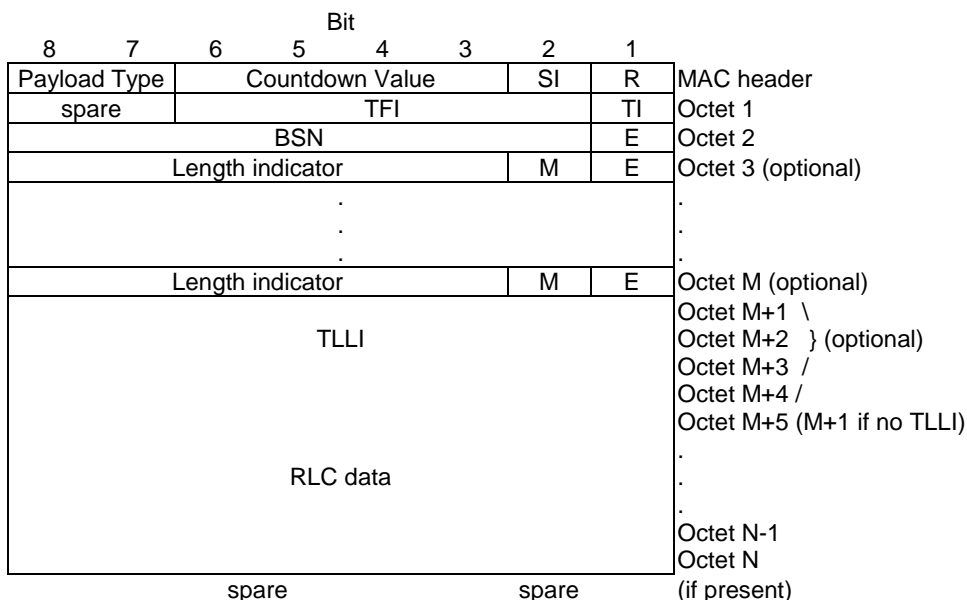 Bit
8 7 6 5 4 3 2 1
Payload Type Countdown Value SI R MAC header
spare TFI TI Octet 1
BSN E Octet 2
Length indicator M E Octet 3 (optional)
. .
. .
. .
Length indicator M E Octet M (optional)
Octet M+1 \
TLLI Octet M+2 } (optional)
Octet M+3 /
Octet M+4 /
Octet M+5 (M+1 if no TLLI)
.
RLC data .
.
Octet N-1
Octet N
spare spare (if present)